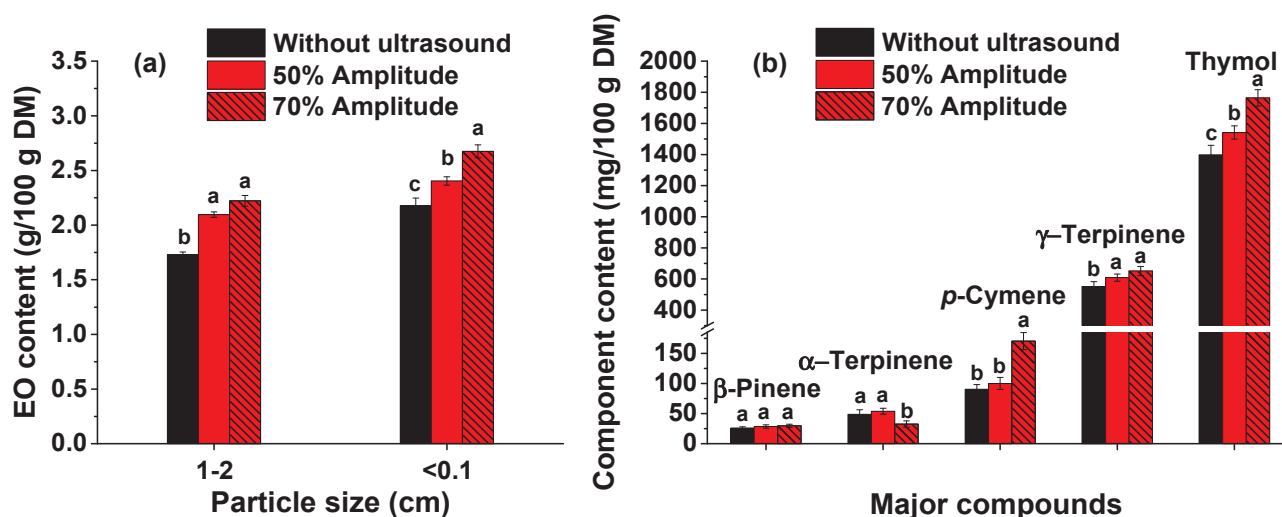 (a)
Without ultrasound
50% Amplitude
70% Amplitude
EO content (g/100 g DM)
3.5
3.0
2.5
2.0
1.5
1.0
0.5
0.0
b
a
a
c
b
a
1-2
<0.1
Particle size (cm)
(b)
Without ultrasound
50% Amplitude
70% Amplitude
Component content (mg/100 g DM)
2000
1800
1600
1400
1200
1000
800
600
400
150
100
50
0
β-Pinene
a a a
α–Terpinene
a a b
p-Cymene
b b a
γ–Terpinene
b a a
Thymol
c b a
Major compounds